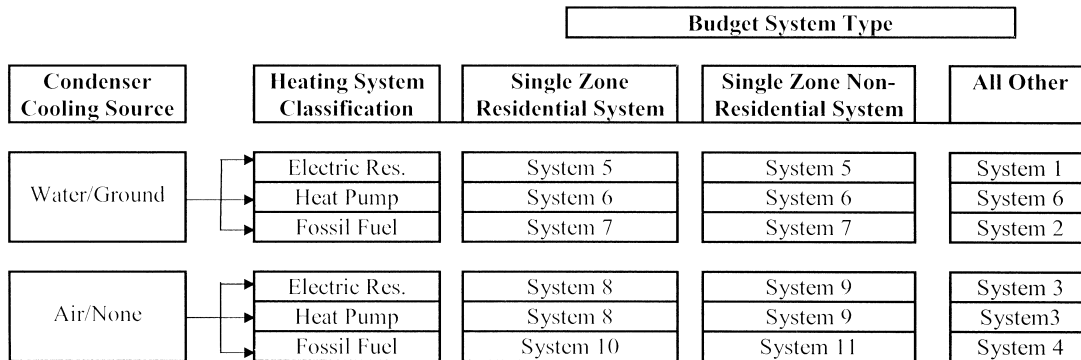 Budget System Type
Condenser Cooling Source
Heating System Classification
Single Zone Residential System
Single Zone Non-Residential System
All Other
Water/Ground
Electric Res. System 5 System 5 System 1
Heat Pump System 6 System 6 System 6
Fossil Fuel System 7 System 7 System 2
Air/None
Electric Res. System 8 System 9 System 3
Heat Pump System 8 System 9 System3
Fossil Fuel System 10 System 11 System 4